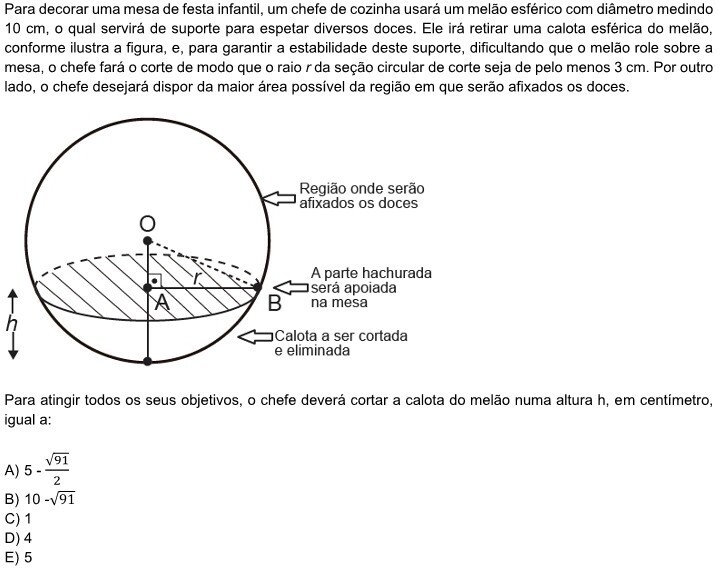 Para decorar uma mesa de festa infantil, um chefe de cozinha usará um melão esférico com diâmetro medindo
10 cm, o qual servirá de suporte para espetar diversos doces. Ele irá retirar uma calota esférica do melão,
conforme ilustra a figura, e, para garantir a estabilidade deste suporte, dificultando que o melão role sobre a
mesa, o chefe fará o corte de modo que o raio r da seção circular de corte seja de pelo menos 3 cm. Por outro
lado, o chefe desejará dispor da maior área possível da região em que serão afixados os doces.
Região onde serão
afixados os doces
O
r
A
B
A parte hachurada
será apoiada
na mesa
h
Calota a ser cortada
e eliminada
Para atingir todos os seus objetivos, o chefe deverá cortar a calota do melão numa altura h, em centímetro,
igual a:
A) 5 - √91/2
B) 10 -√91
C) 1
D) 4
E) 5